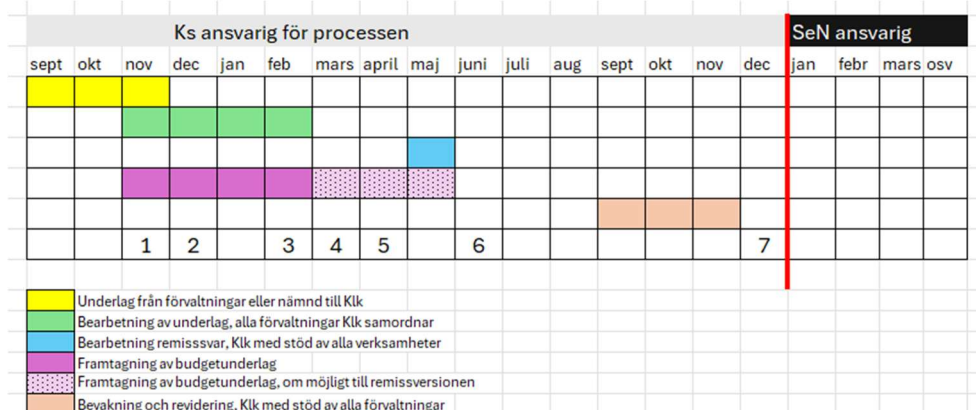 Ks ansvarig för processen SeN ansvarig
sept okt nov dec jan feb mars april maj juni juli aug sept okt nov dec jan febr mars osv
1 2 3 4 5 6 7
Underlag från förvaltningar eller nämnd till Klk
Bearbetning av underlag, alla förvaltningar Klk samordnar
Bearbetning remisssvar, Klk med stöd av alla verksamheter
Framtagning av budgetunderlag
Framtagning av budgetunderlag, om möjligt till remissversionen
Bevakning och revidering, Klk med stöd av alla förvaltningar